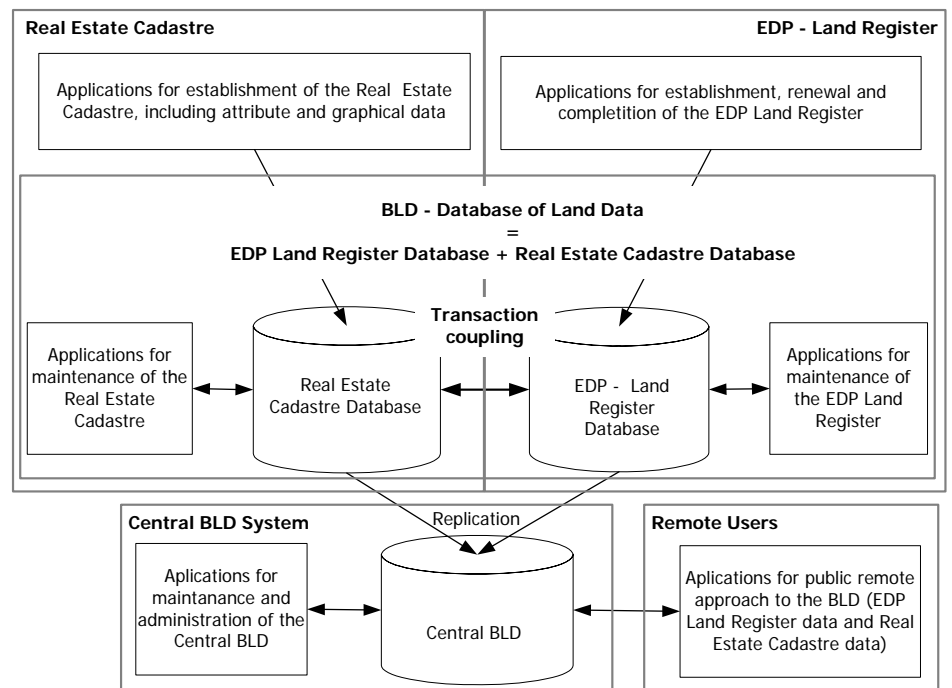 Real Estate Cadastre
EDP - Land Register
Applications for establishment of the Real Estate
Cadastre, including attribute and graphical data
Applications for establishment, renewal and
completition of the EDP Land Register
BLD - Database of Land Data
=
EDP Land Register Database + Real Estate Cadastre Database
Transaction
coupling
Applications for
maintenance of the
Real Estate
Cadastre
Real Estate
Cadastre Database
EDP - Land
Register
Database
Applications for
maintenance of
the EDP Land
Register
Replication
Central BLD System
Remote Users
Aplications for
maintanance and
administration of the
Central BLD
Central BLD
Aplications for public remote
approach to the BLD (EDP
Land Register data and Real
Estate Cadastre data)